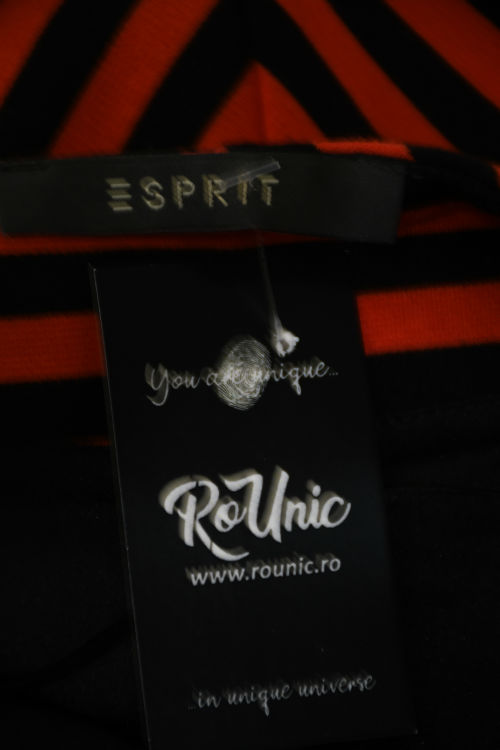 ESPRIT
You are unique...
RoUnic
www.rounic.ro
...in unique universe